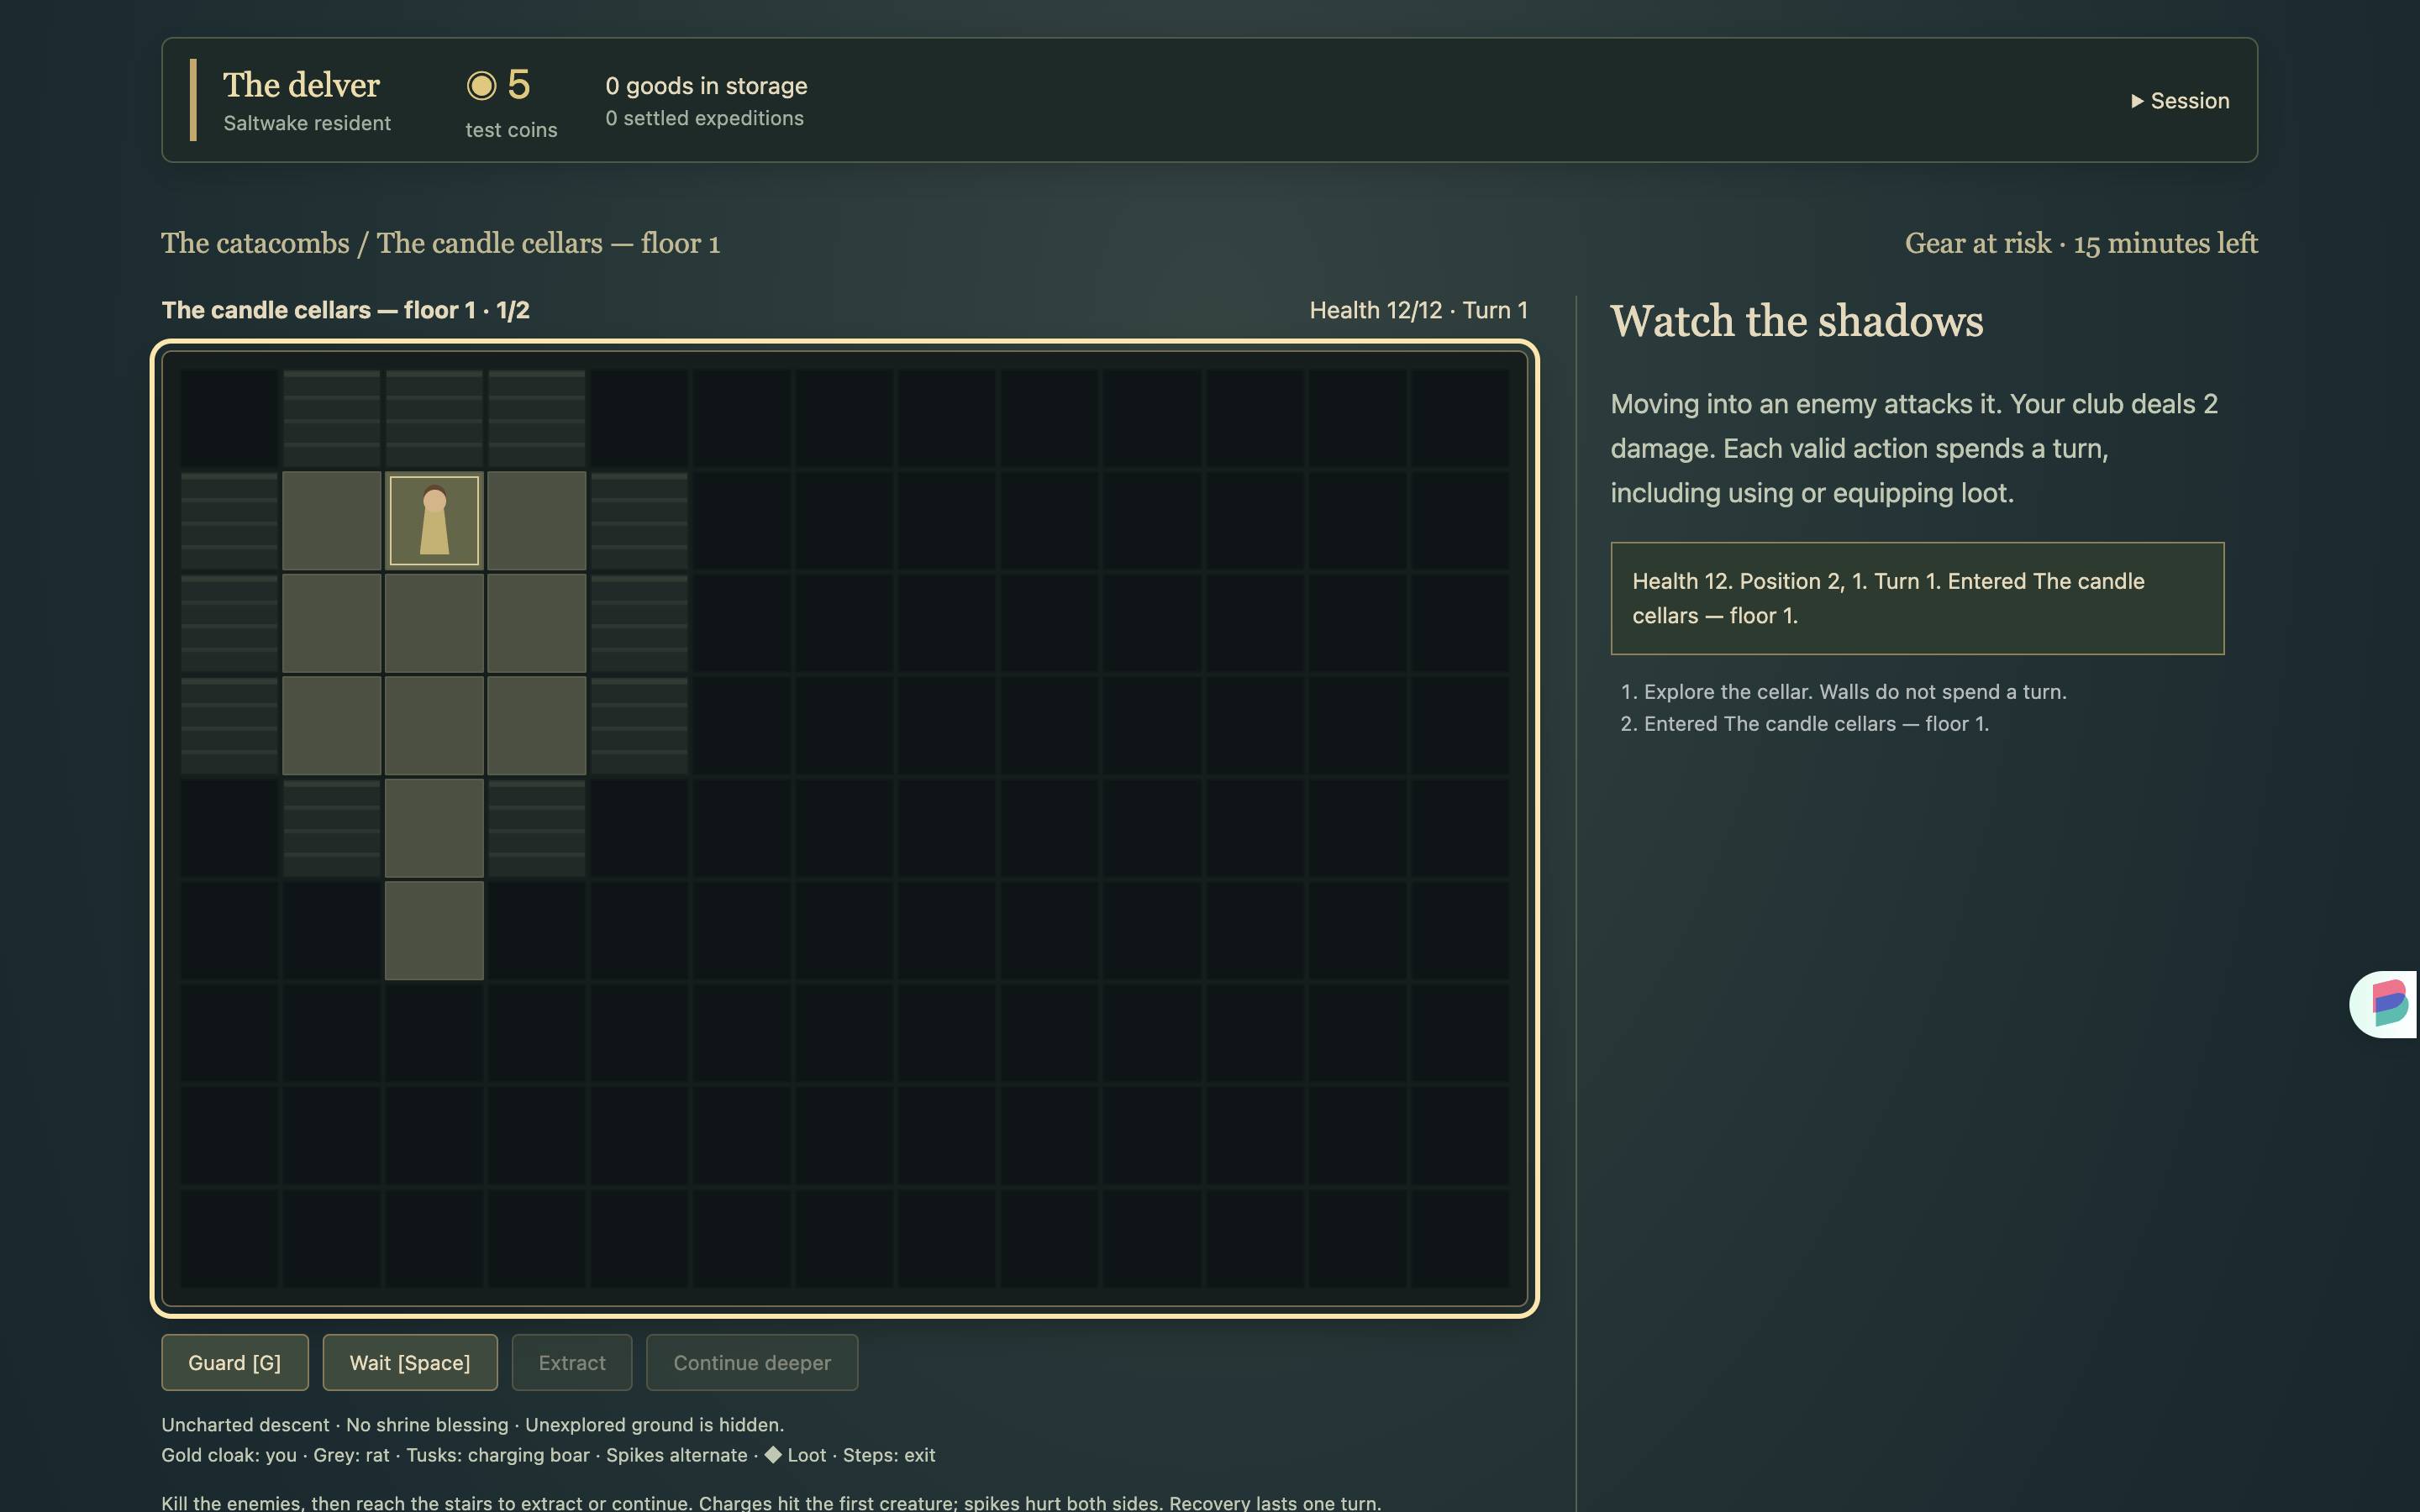 The delver
Saltwake resident
5
test coins
0 goods in storage
0 settled expeditions
▶ Session
The catacombs / The candle cellars — floor 1
Gear at risk · 15 minutes left
The candle cellars — floor 1 · 1/2
Health 12/12 · Turn 1
Watch the shadows
Moving into an enemy attacks it. Your club deals 2
damage. Each valid action spends a turn,
including using or equipping loot.
Health 12. Position 2, 1. Turn 1. Entered The candle
cellars — floor 1.
1. Explore the cellar. Walls do not spend a turn.
2. Entered The candle cellars — floor 1.
Guard [G]
Wait [Space]
Extract
Continue deeper
Uncharted descent · No shrine blessing · Unexplored ground is hidden.
Gold cloak: you · Grey: rat · Tusks: charging boar · Spikes alternate · ◆ Loot · Steps: exit
Kill the enemies, then reach the stairs to extract or continue. Charges hit the first creature; spikes hurt both sides. Recovery lasts one turn.